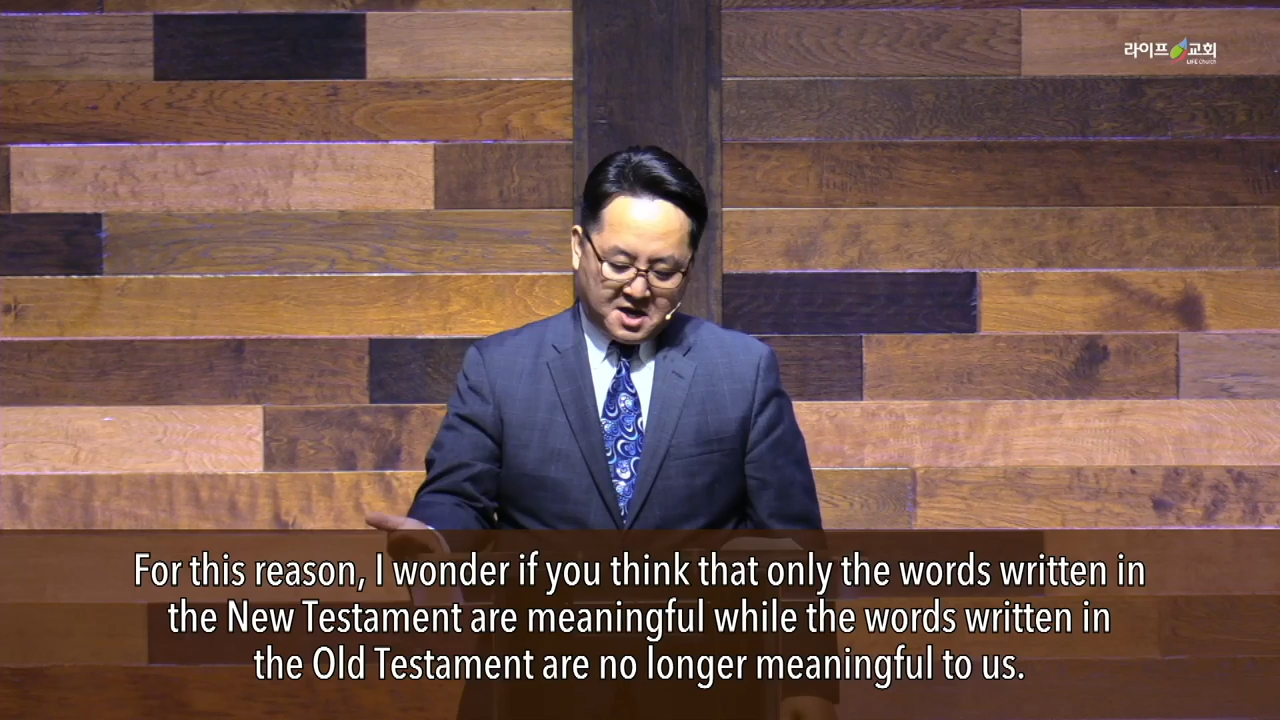 라이프교회
LIFE Church
For this reason, I wonder if you think that only the words written in
the New Testament are meaningful while the words written in
the Old Testament are no longer meaningful to us.